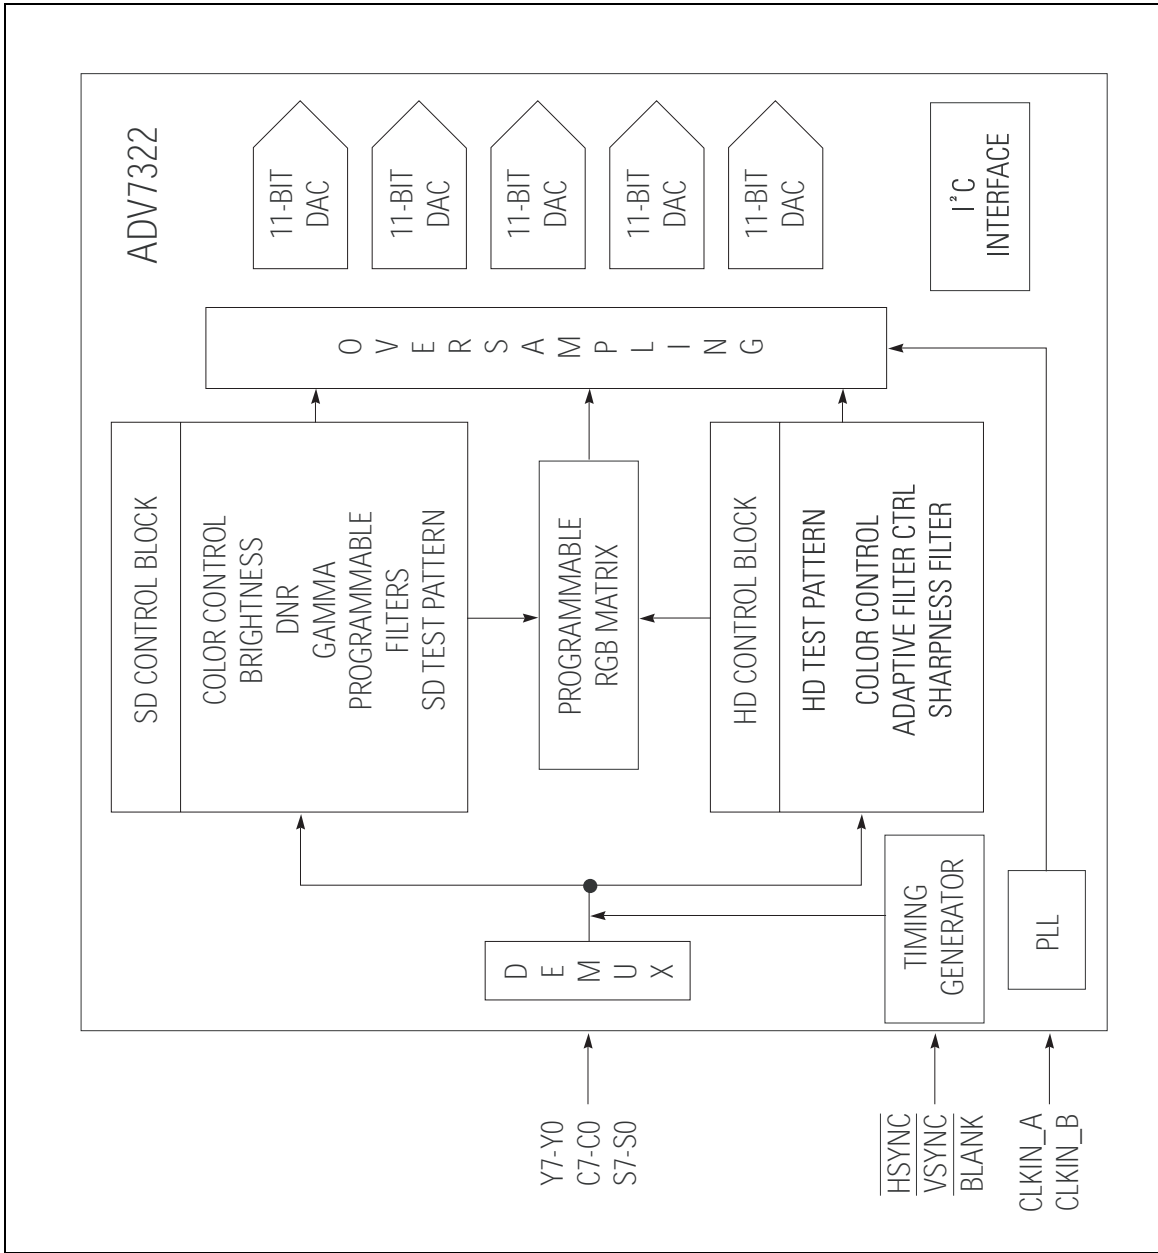 ADV7322
Y7-Y0
C7-C0
S7-S0
HSYNC
VSYNC
BLANK
CLKIN_A
CLKIN_B
DEMUX
TIMING
GENERATOR
PLL
SD CONTROL BLOCK
COLOR CONTROL
BRIGHTNESS
DNR
GAMMA
PROGRAMMABLE
FILTERS
SD TEST PATTERN
PROGRAMMABLE
RGB MATRIX
HD CONTROL BLOCK
HD TEST PATTERN
COLOR CONTROL
ADAPTIVE FILTER CTRL
SHARPNESS FILTER
OVERSAMPLING
11-BIT
DAC
11-BIT
DAC
11-BIT
DAC
11-BIT
DAC
11-BIT
DAC
I²C
INTERFACE